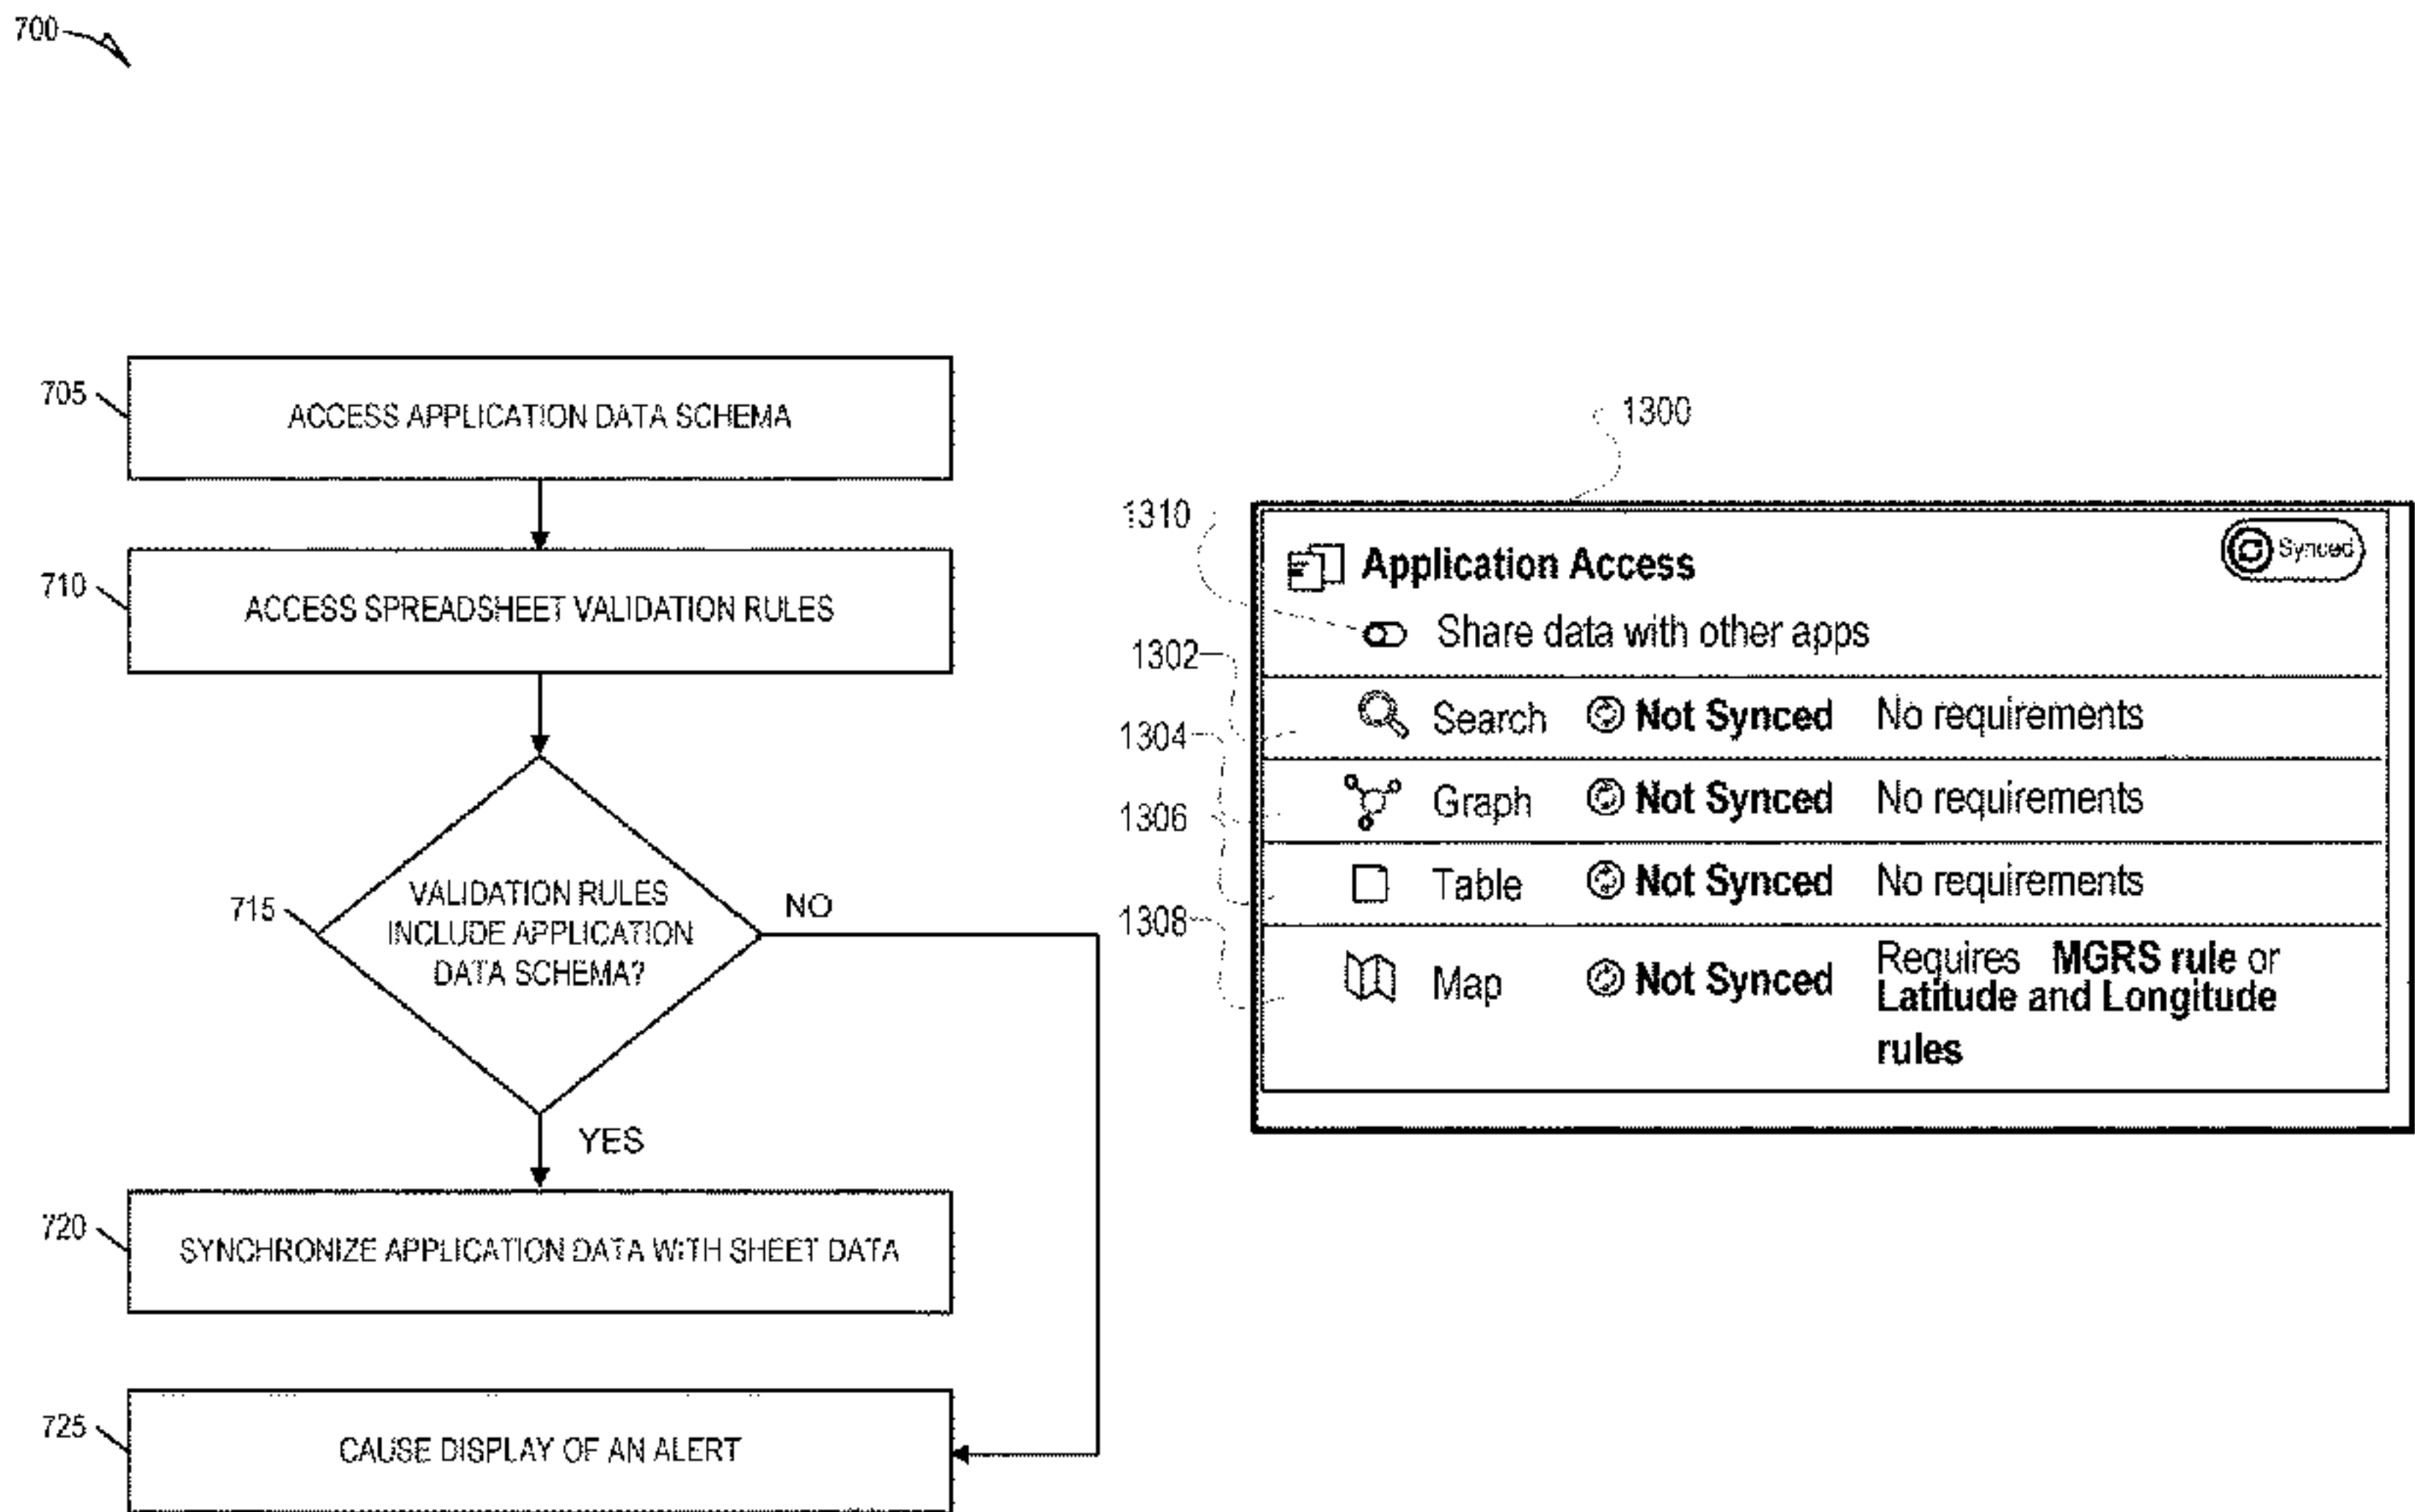 700
705
ACCESS APPLICATION DATA SCHEMA
710
ACCESS SPREADSHEET VALIDATION RULES
715
VALIDATION RULES
INCLUDE APPLICATION
DATA SCHEMA?
NO
YES
720
SYNCHRONIZE APPLICATION DATA WITH SHEET DATA
725
CAUSE DISPLAY OF AN ALERT
1300
1310
Application Access
Synced
Share data with other apps
1302
1304
Search Not Synced No requirements
1306
Graph Not Synced No requirements
Table Not Synced No requirements
1308
Map Not Synced Requires MGRS rule or
Latitude and Longitude
rules